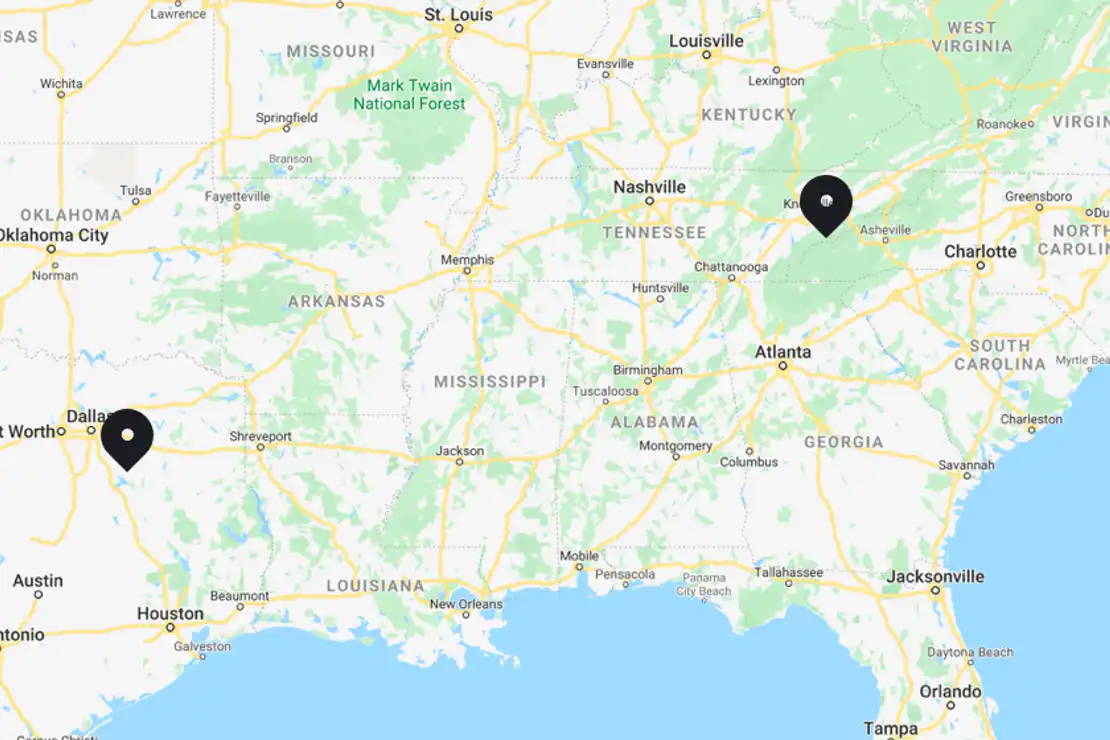 Lawrence
St. Louis
WEST
VIRGINIA
SAS
MISSOURI
Louisville
Evansville
Lexington
Wichita
Mark Twain
National Forest
KENTUCKY
Springfield
Roanoke
VIRGIN
Branson
Tulsa
Fayetteville
Nashville
Greensboro
Kn
Du
OKLAHOMA
Oklahoma City
TENNESSEE
Asheville
NORTH
CAROLIN
Charlotte
Norman
Memphis
Chattanooga
Huntsville
ARKANSAS
Atlanta
SOUTH
CAROLINA
Myrtle Bea
Birmingham
MISSISSIPPI
Tuscaloosa
Dallas
t Worth
Shreveport
ALABAMA
Charleston
Jackson
Montgomery
GEORGIA
Columbus
Savannah
Mobile
Pensacola
Panama
City Beach
Tallahassee
Jacksonville
Austin
LOUISIANA
Beaumont
New Orleans
Houston
ntonio
Galveston
Daytona Beach
Orlando
Tampa
Corpus Christi